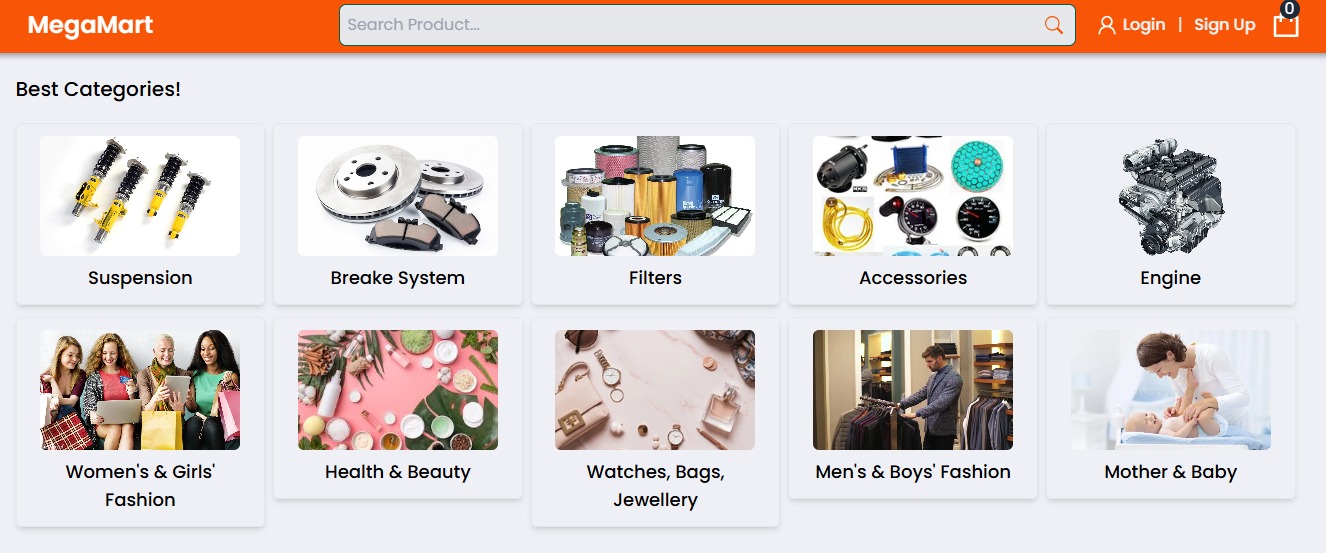 MegaMart
Search Product...
Login | Sign Up
0
Best Categories!
Suspension
Breake System
Filters
Accessories
Engine
Women's & Girls'
Fashion
Health & Beauty
Watches, Bags,
Jewellery
Men's & Boys' Fashion
Mother & Baby